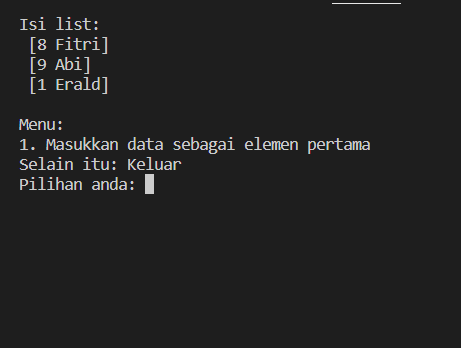 Isi list:
[8 Fitri]
[9 Abi]
[1 Erald]
Menu:
1. Masukkan data sebagai elemen pertama
Selain itu: Keluar
Pilihan anda: